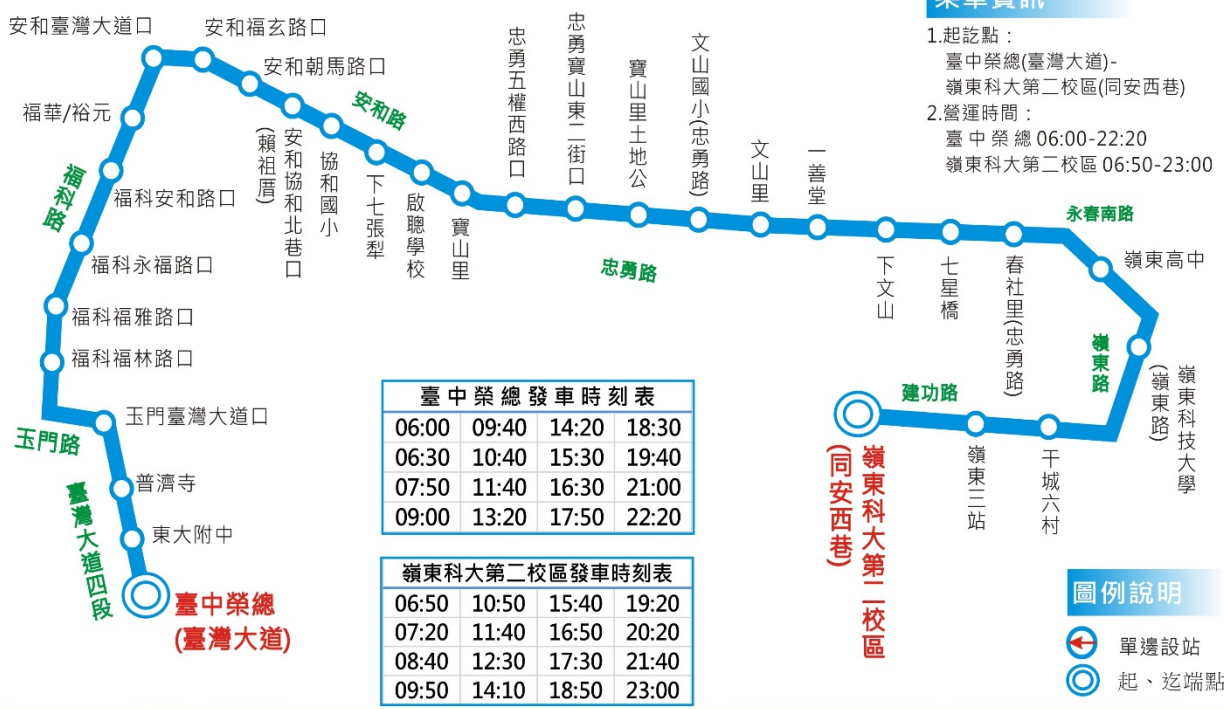 乘車資訊
1.起訖點：
臺中榮總(臺灣大道)-
嶺東科大第二校區(同安西巷)
2.營運時間：
臺中榮總 06:00-22:20
嶺東科大第二校區 06:50-23:00
安和臺灣大道口
安和福玄路口
安和朝馬路口
安和路
安和協和北巷口
(賴祖厝)
協和國小
下七張犁
啟聰學校
寶山里
忠勇五權西路口
忠勇寶山東二街口
寶山里土地公
文山國小(忠勇路)
文山里
一善堂
忠勇路
下文山
七星橋
春社里(忠勇路)
永春南路
嶺東高中
嶺東路
嶺東科技大學
(嶺東路)
干城六村
嶺東三站
建功路
嶺東科大第二校區
(同安西巷)
福華/裕元
福科路
福科安和路口
福科永福路口
福科福雅路口
福科福林路口
玉門路
玉門臺灣大道口
普濟寺
東大附中
臺灣大道四段
臺中榮總
(臺灣大道)
臺中榮總發車時刻表
06:00 09:40 14:20 18:30
06:30 10:40 15:30 19:40
07:50 11:40 16:30 21:00
09:00 13:20 17:50 22:20
嶺東科大第二校區發車時刻表
06:50 10:50 15:40 19:20
07:20 11:40 16:50 20:20
08:40 12:30 17:30 21:40
09:50 14:10 18:50 23:00
圖例說明
單邊設站
起、迄端點